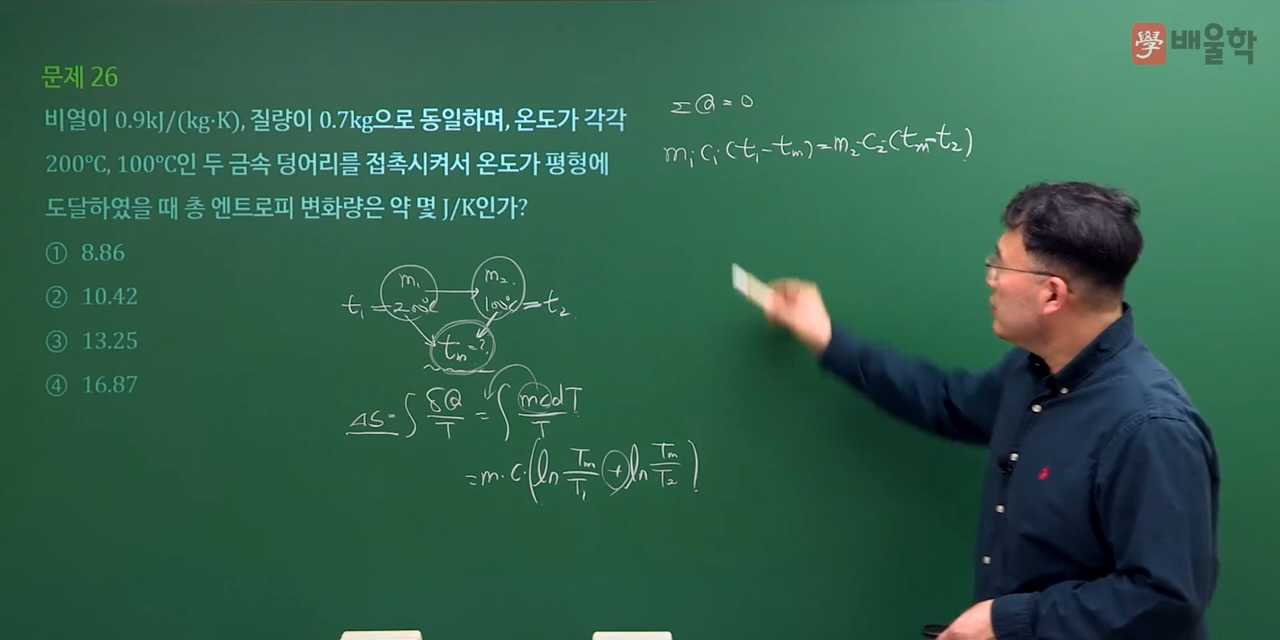 學 배울학
문제 26
비열이 0.9kJ/(kg·K), 질량이 0.7kg으로 동일하며, 온도가 각각
200℃, 100℃인 두 금속 덩어리를 접촉시켜서 온도가 평형에
도달하였을 때 총 엔트로피 변화량은 약 몇 J/K인가?
① 8.86
② 10.42
③ 13.25
④ 16.87
ΣQ = 0
m₁C₁(t₁-tm)=m₂C₂(tm-t₂)
m₁ m₂
t₁ = 200℃ 100℃ = t₂
tm=?
ΔS=∫δQ/T = ∫mCdT/T
=m·C·(ln Tm/T₁ + ln Tm/T₂)